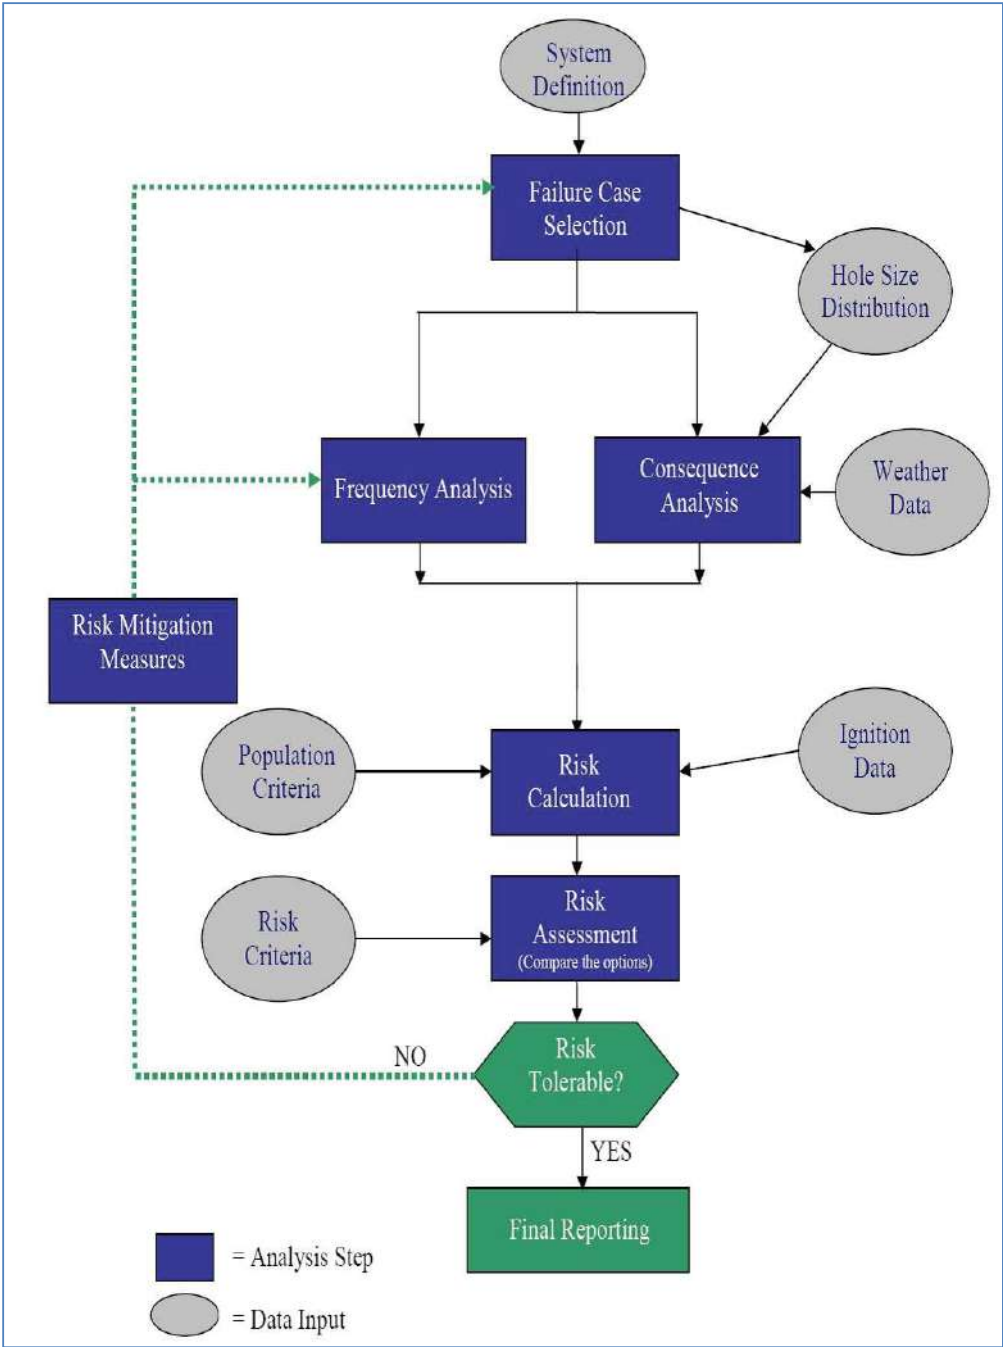 System
Definition
Failure Case
Selection
Hole Size
Distribution
Frequency Analysis
Consequence
Analysis
Weather
Data
Risk Mitigation
Measures
Population
Criteria
Risk
Calculation
Ignition
Data
Risk
Criteria
Risk
Assessment
(Compare the options)
NO
Risk
Tolerable?
YES
Final Reporting
= Analysis Step
= Data Input